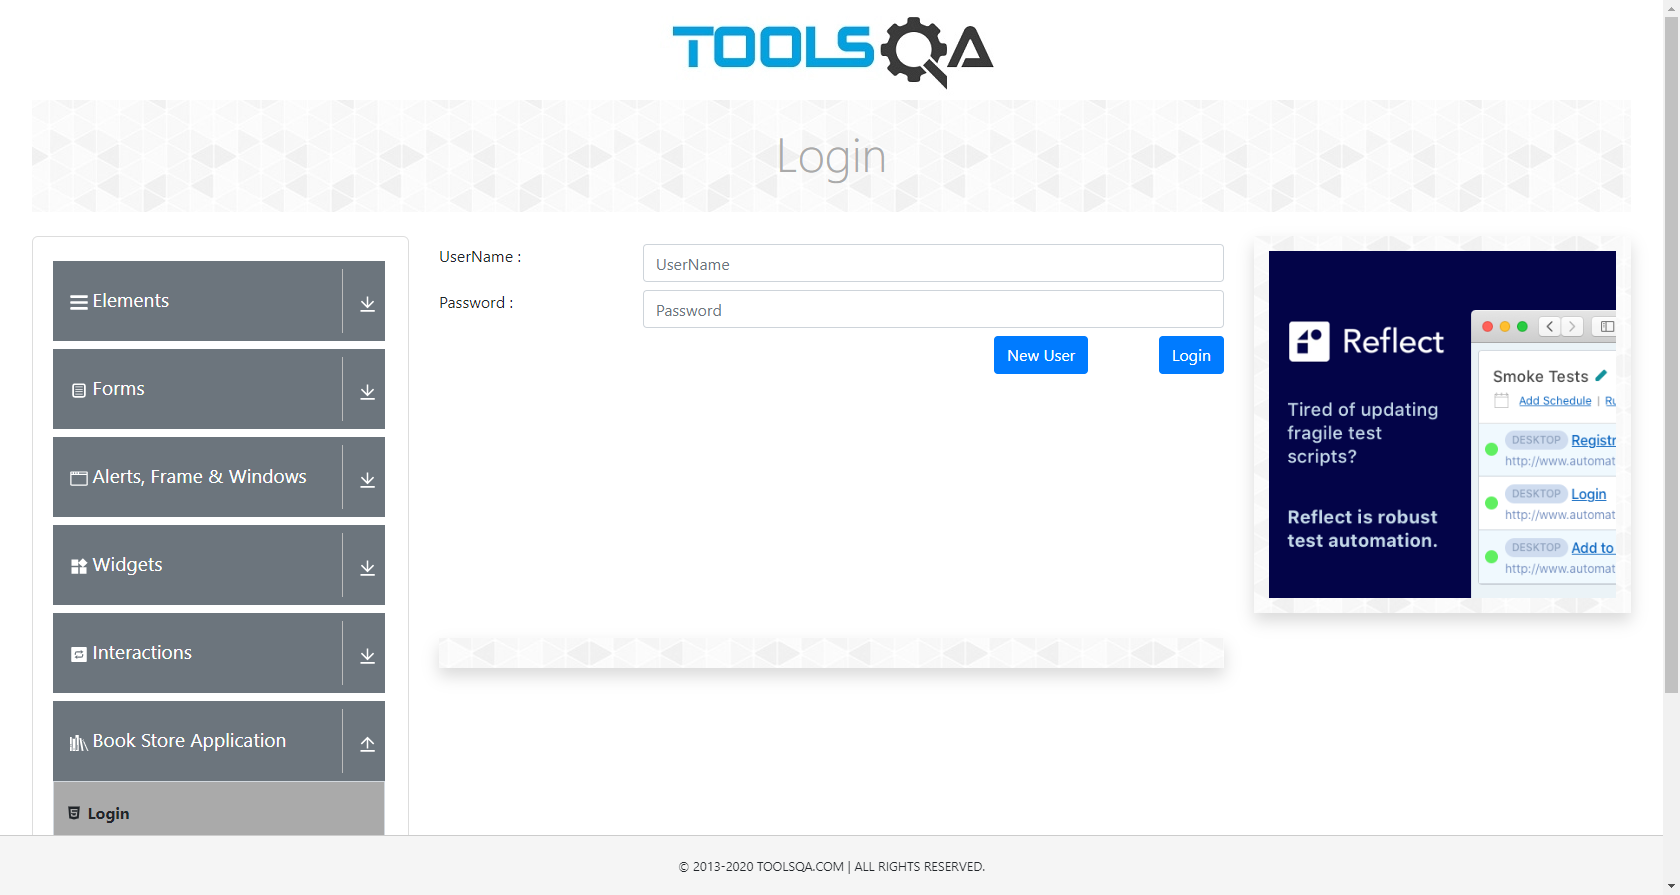 TOOLSQA
Login
Elements
Forms
Alerts, Frame & Windows
Widgets
Interactions
Book Store Application
Login
UserName :
UserName
Password :
Password
New User
Login
Reflect
Tired of updating
fragile test
scripts?
Reflect is robust
test automation.
Smoke Tests
Add Schedule | Ru
DESKTOP Registr
http://www.automat
DESKTOP Login
http://www.automat
DESKTOP Add to
http://www.automat
© 2013-2020 TOOLSQA.COM | ALL RIGHTS RESERVED.